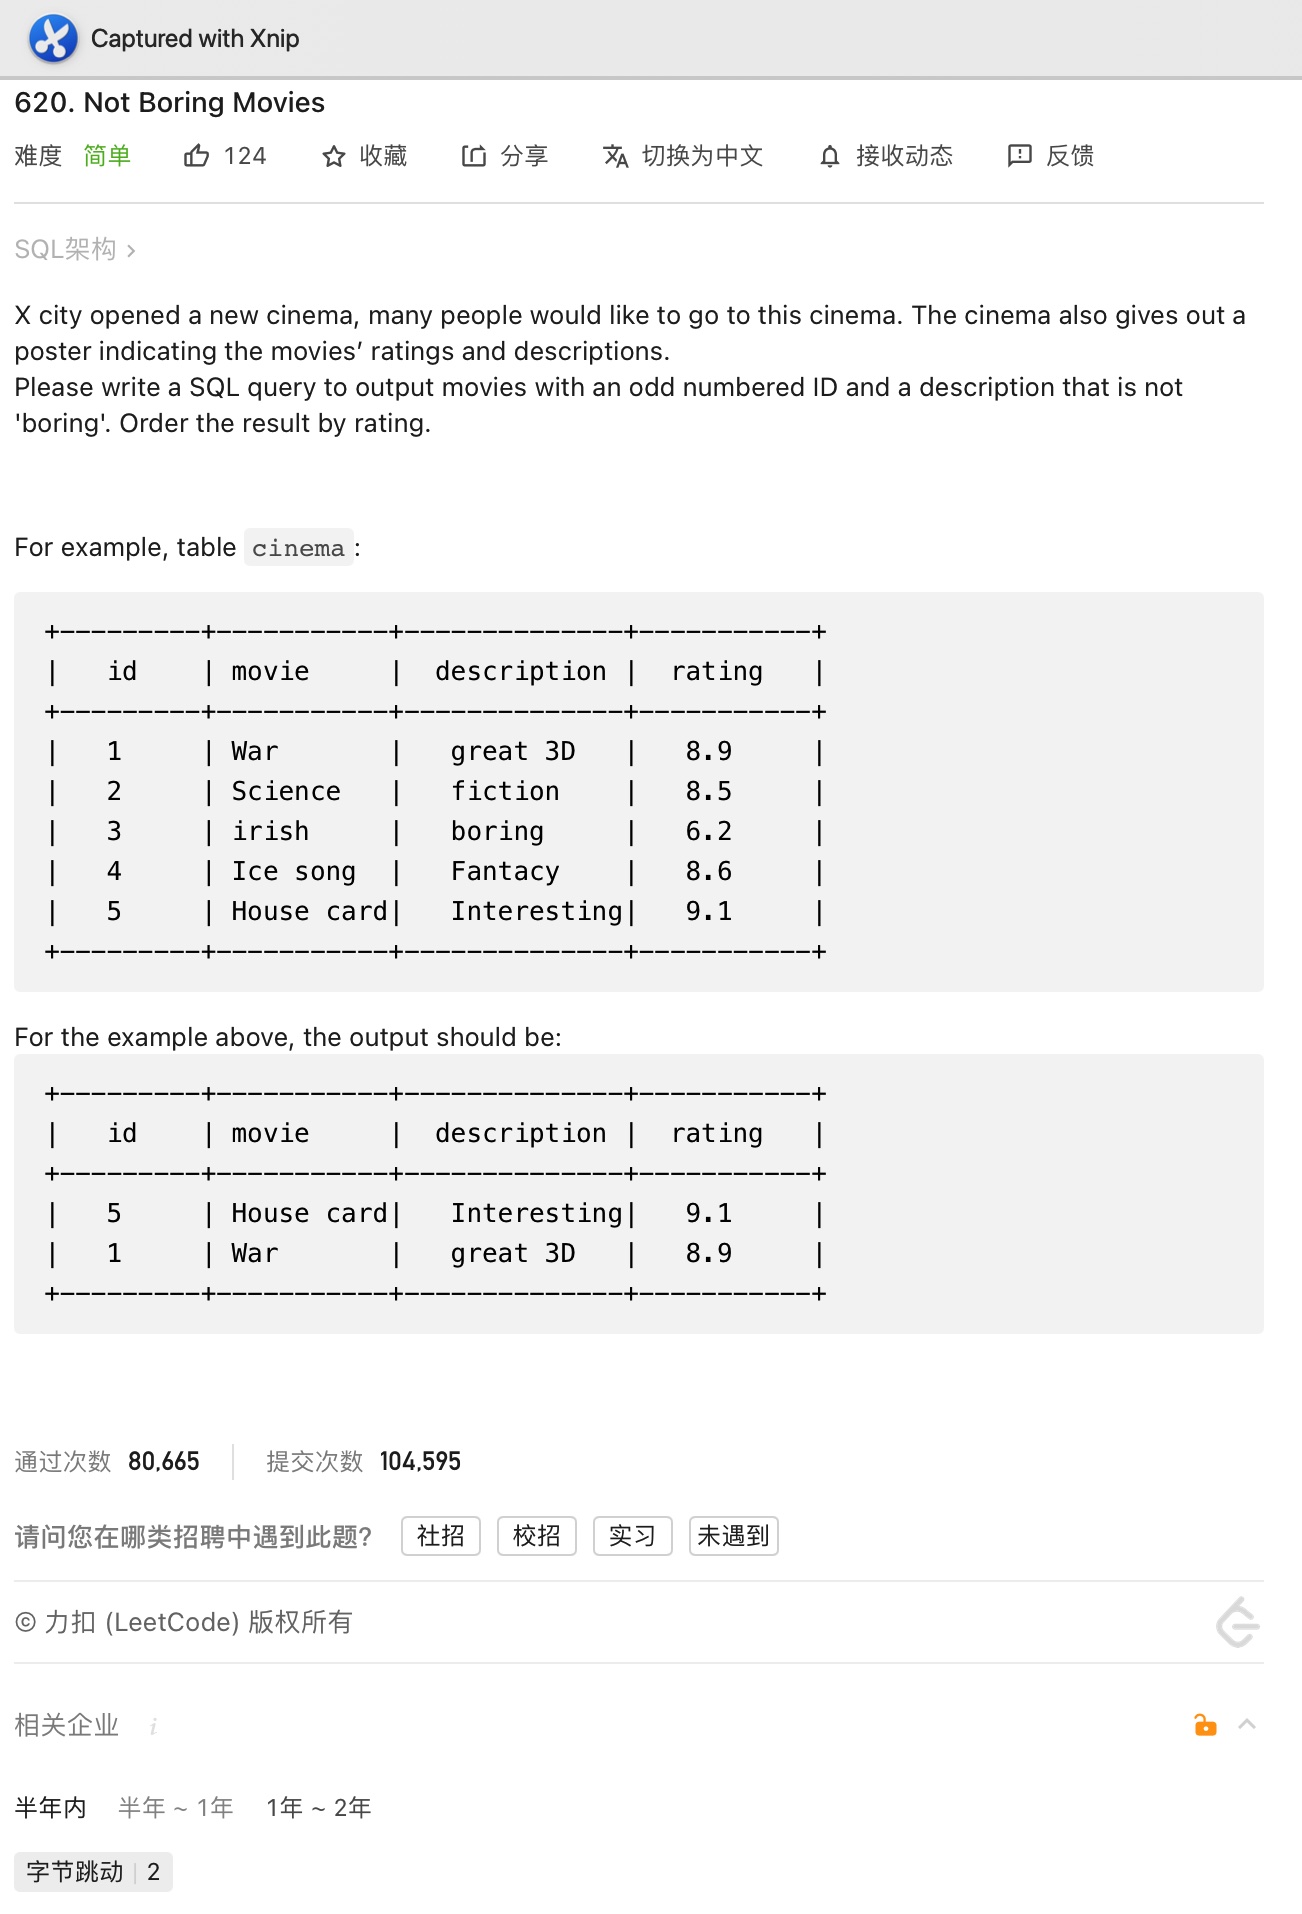 Captured with Xnip
620. Not Boring Movies
难度 简单 124 收藏 分享 切换为中文 接收动态 反馈
SQL架构 >
X city opened a new cinema, many people would like to go to this cinema. The cinema also gives out a
poster indicating the movies’ ratings and descriptions.
Please write a SQL query to output movies with an odd numbered ID and a description that is not
'boring'. Order the result by rating.
For example, table cinema:
+---------+-----------+--------------+-----------+
|   id    | movie     |  description |  rating   |
+---------+-----------+--------------+-----------+
|   1     | War       |   great 3D   |   8.9     |
|   2     | Science   |   fiction    |   8.5     |
|   3     | irish     |   boring     |   6.2     |
|   4     | Ice song  |   Fantacy    |   8.6     |
|   5     | House card|   Interesting|   9.1     |
+---------+-----------+--------------+-----------+
For the example above, the output should be:
+---------+-----------+--------------+-----------+
|   id    | movie     |  description |  rating   |
+---------+-----------+--------------+-----------+
|   5     | House card|   Interesting|   9.1     |
|   1     | War       |   great 3D   |   8.9     |
+---------+-----------+--------------+-----------+
通过次数 80,665 提交次数 104,595
请问您在哪类招聘中遇到此题? 社招 校招 实习 未遇到
© 力扣 (LeetCode) 版权所有
相关企业 i
半年内 半年 ~ 1年 1年 ~ 2年
字节跳动 | 2